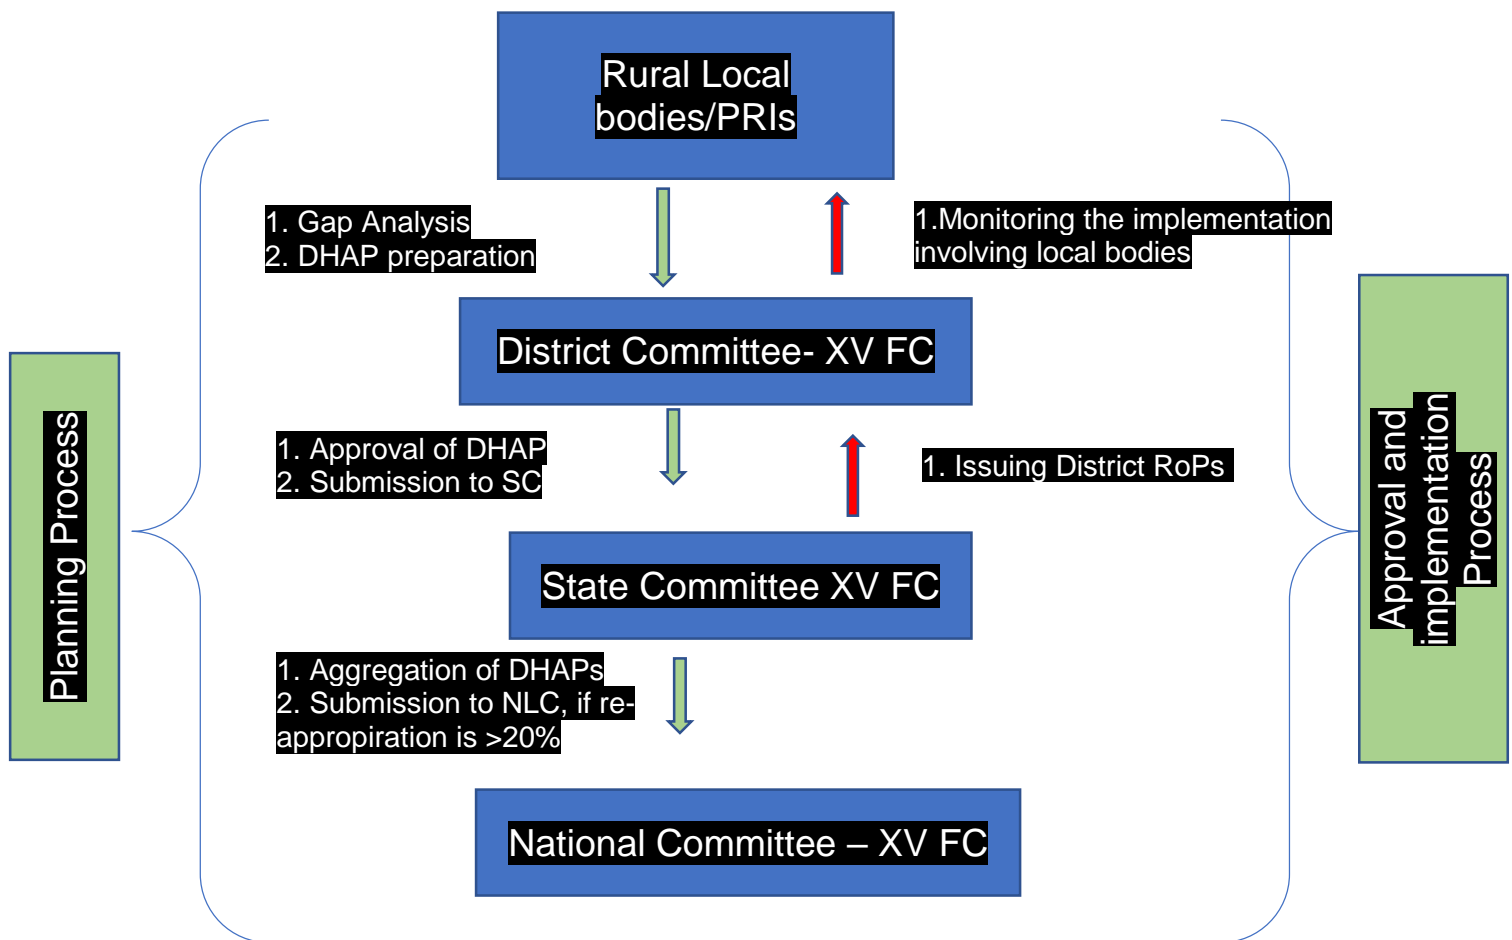 Rural Local
bodies/PRIs
1. Gap Analysis
2. DHAP preparation
1.Monitoring the implementation
involving local bodies
District Committee- XV FC
Planning Process
1. Approval of DHAP
2. Submission to SC
1. Issuing District RoPs
Approval and
implementation
Process
State Committee XV FC
1. Aggregation of DHAPs
2. Submission to NLC, if re-
appropiration is >20%
National Committee – XV FC